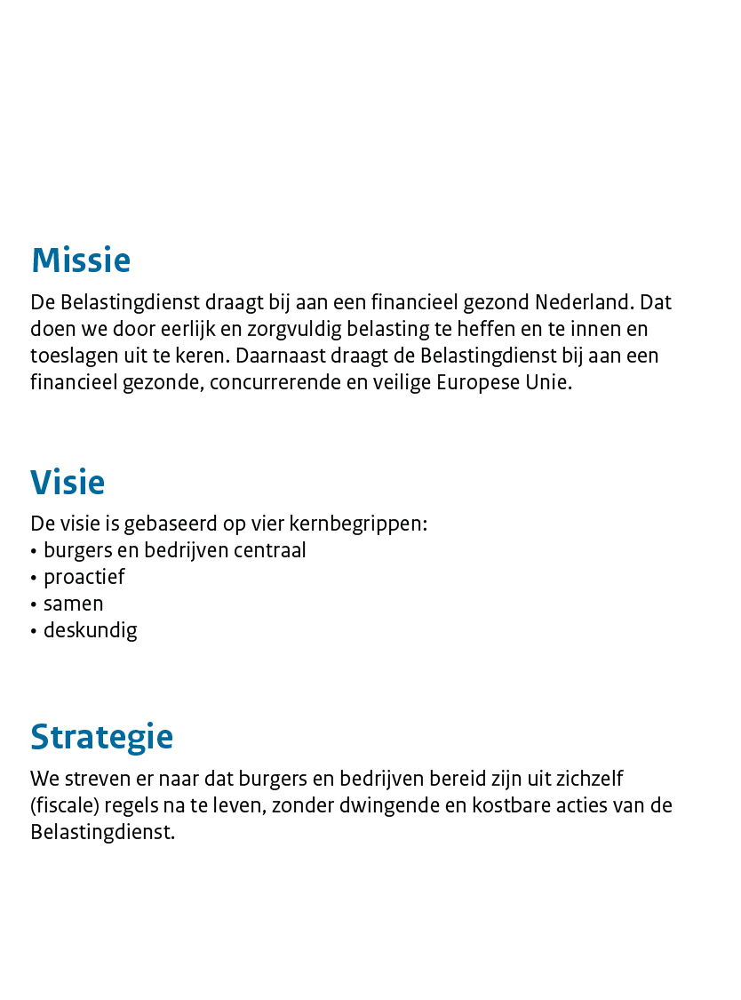 Missie
De Belastingdienst draagt bij aan een financieel gezond Nederland. Dat
doen we door eerlijk en zorgvuldig belasting te heffen en te innen en
toeslagen uit te keren. Daarnaast draagt de Belastingdienst bij aan een
financieel gezonde, concurrerende en veilige Europese Unie.
Visie
De visie is gebaseerd op vier kernbegrippen:
• burgers en bedrijven centraal
• proactief
• samen
• deskundig
Strategie
We streven er naar dat burgers en bedrijven bereid zijn uit zichzelf
(fiscale) regels na te leven, zonder dwingende en kostbare acties van de
Belastingdienst.